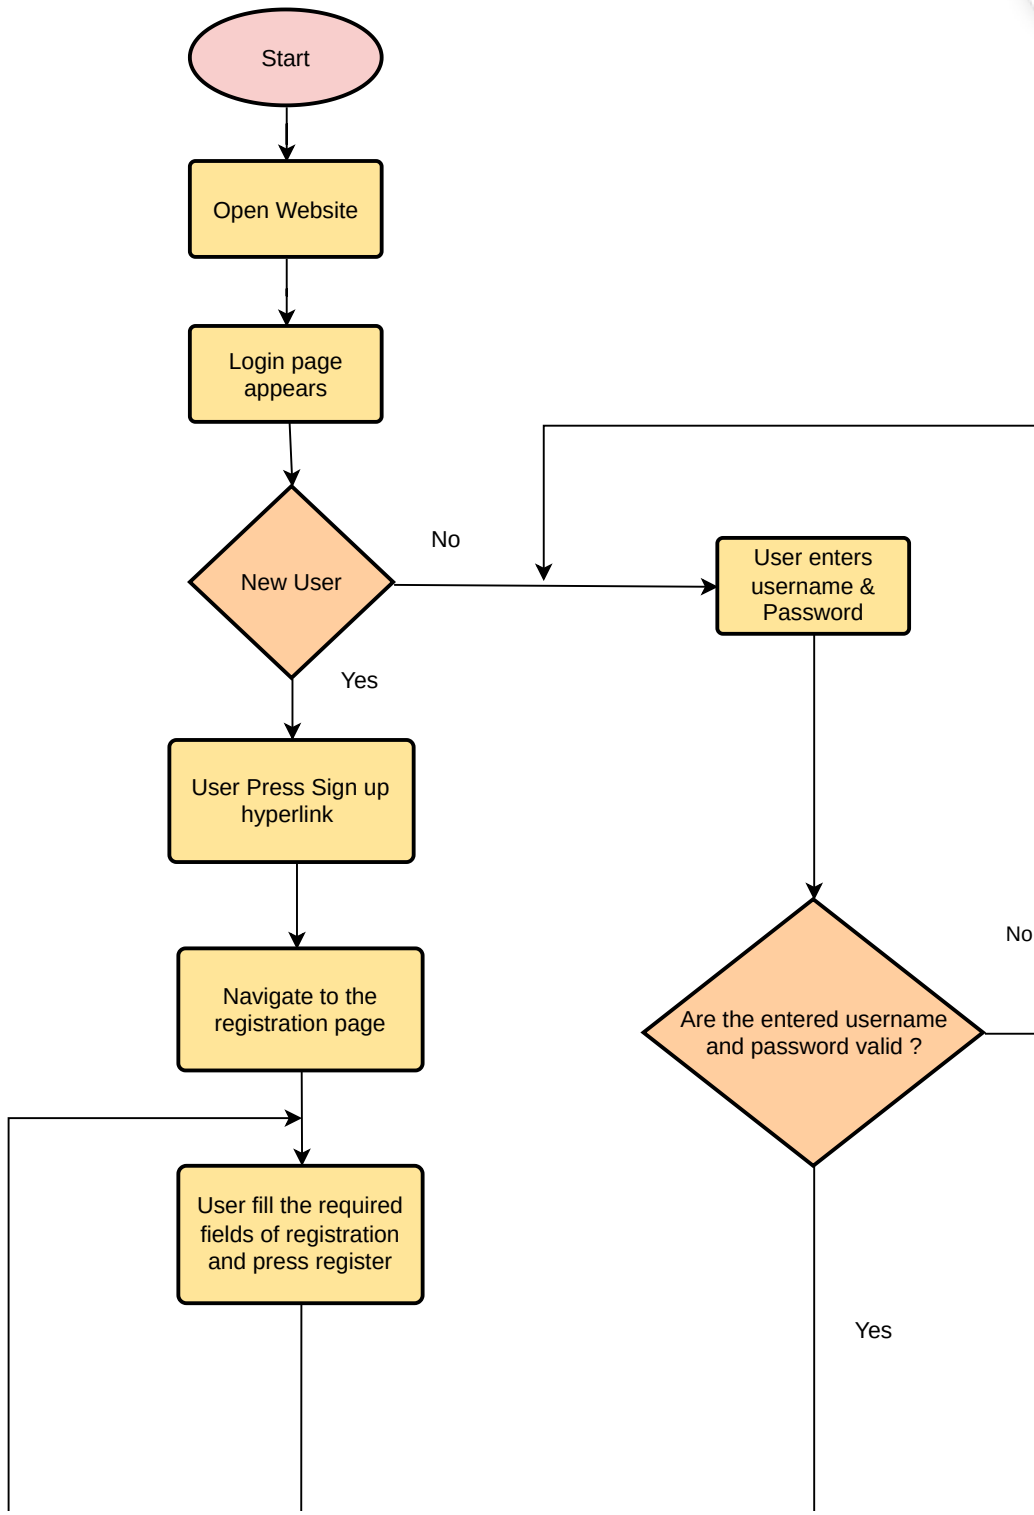 Start
Open Website
Login page
appears
New User
No
User enters
username &
Password
Yes
User Press Sign up
hyperlink
Navigate to the
registration page
No
Are the entered username
and password valid ?
User fill the required
fields of registration
and press register
Yes